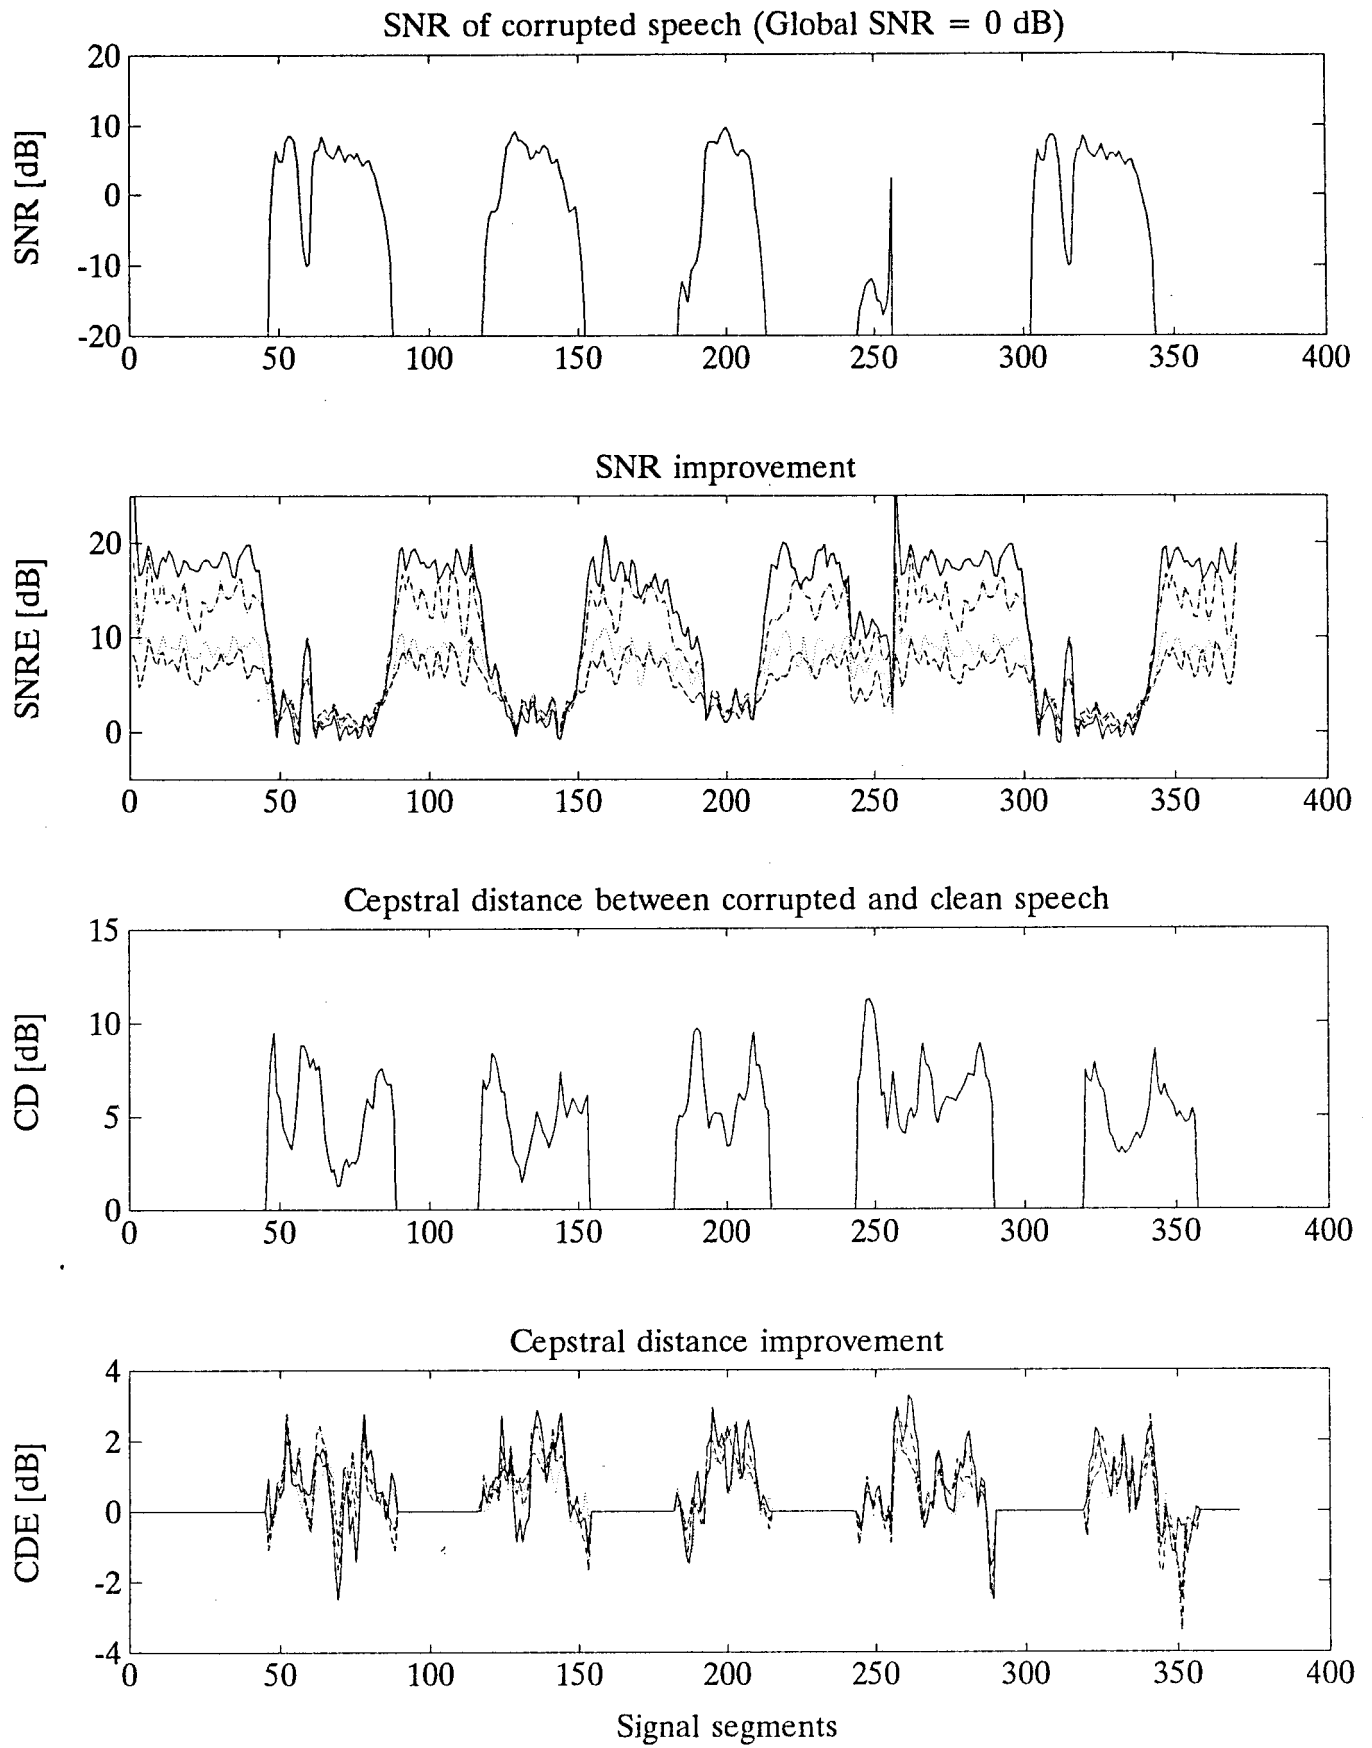 SNR of corrupted speech (Global SNR = 0 dB)
20
10
0
-10
-20
SNR [dB]
0 50 100 150 200 250 300 350 400
SNR improvement
20
10
0
SNRE [dB]
0 50 100 150 200 250 300 350 400
Cepstral distance between corrupted and clean speech
15
10
5
0
CD [dB]
0 50 100 150 200 250 300 350 400
Cepstral distance improvement
4
2
0
-2
-4
CDE [dB]
0 50 100 150 200 250 300 350 400
Signal segments